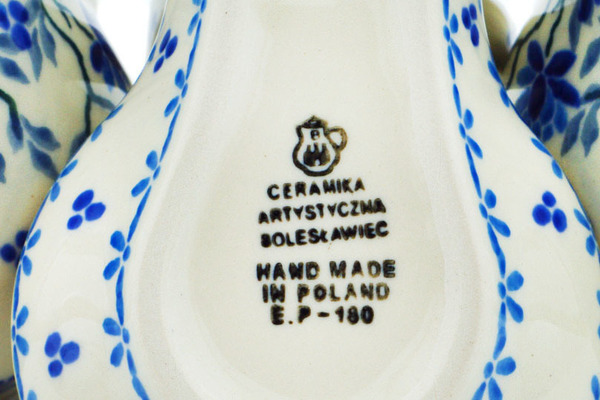 B
CERAMIKA
ARTYSTYCZNA
BOLESŁAWIEC
HAND MADE
IN POLAND
E.P-180